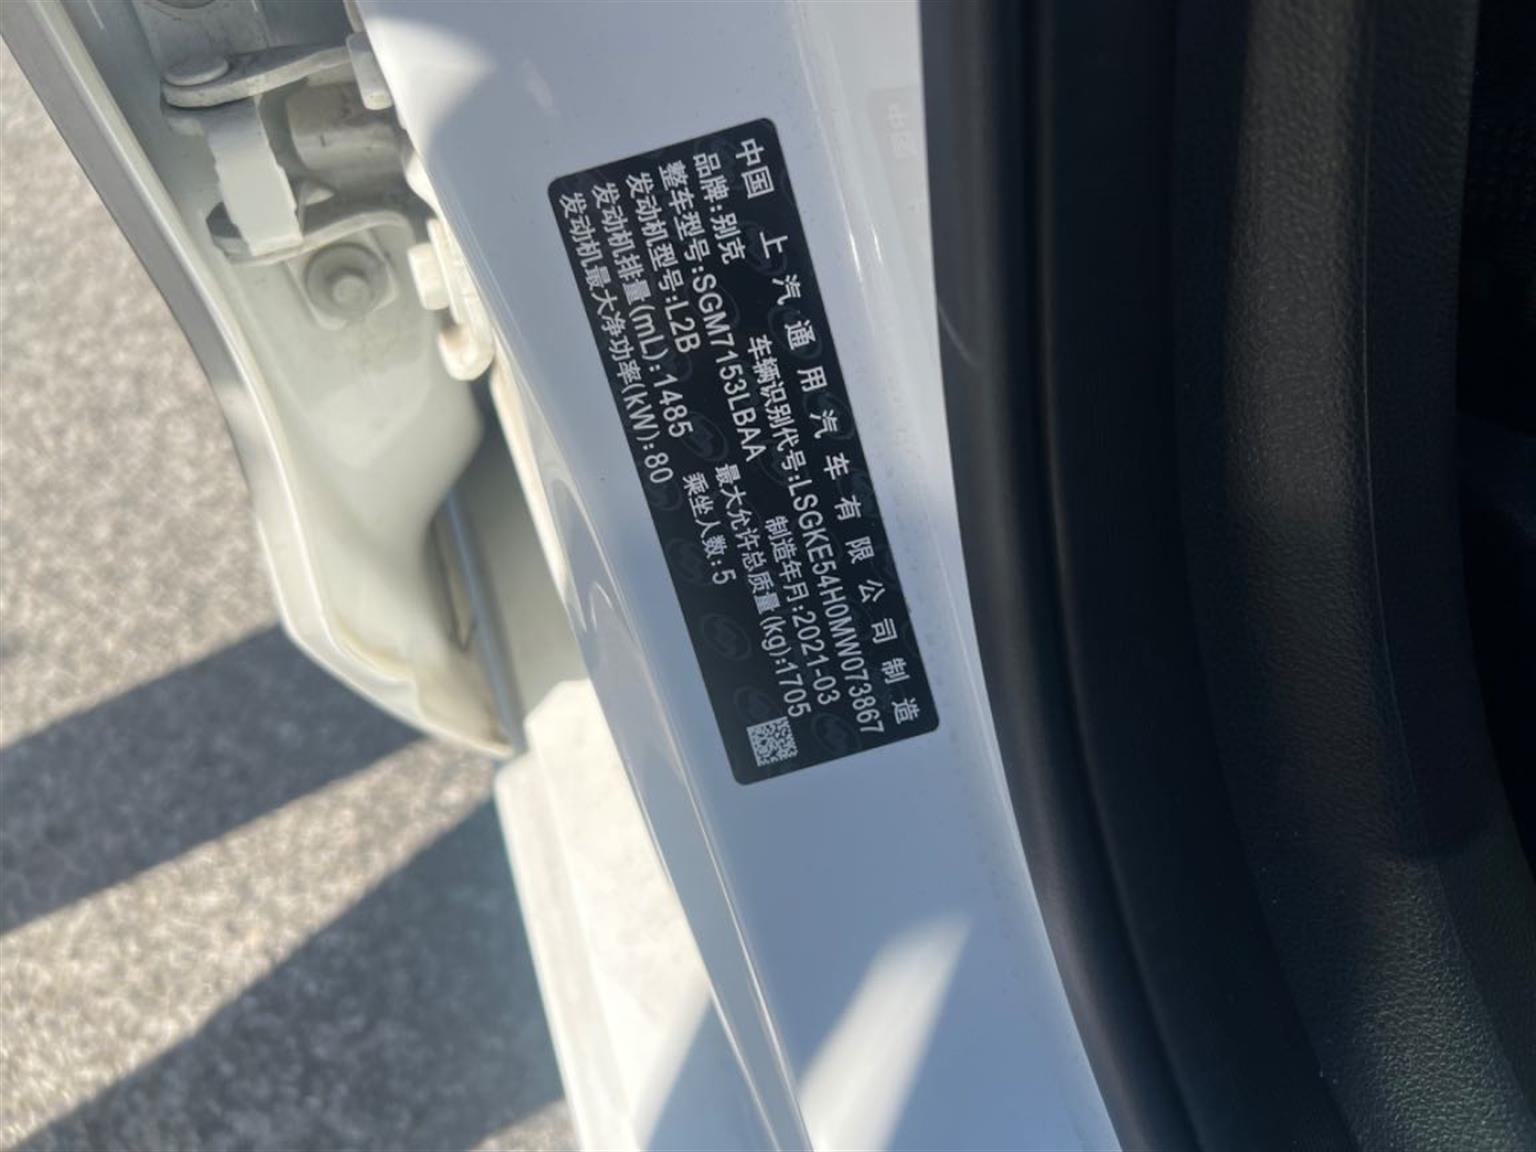 中国 上汽通用汽车有限公司制造
品牌:别克 车辆识别代号:LSGKE54H0MW073867
整车型号:SGM7153LBAA 制造年月:2021-03
发动机型号:L2B 最大允许总质量(kg):1705
发动机排量(mL):1485 乘坐人数:5
发动机最大净功率(kW):80